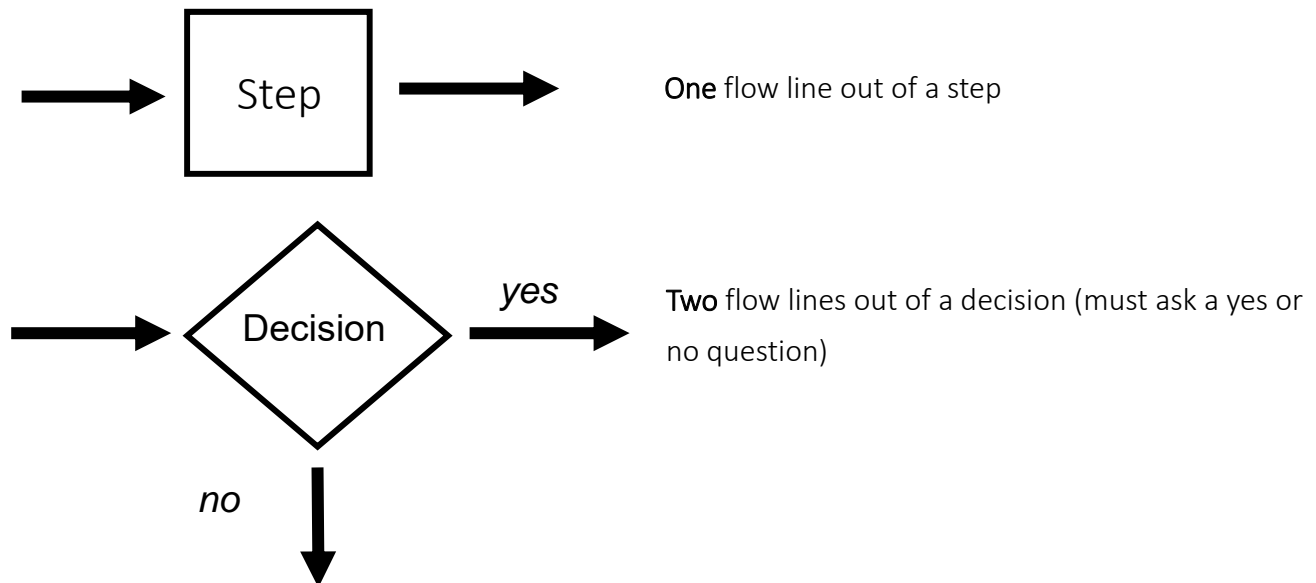 Step
One flow line out of a step
Decision
yes
Two flow lines out of a decision (must ask a yes or
no question)
no